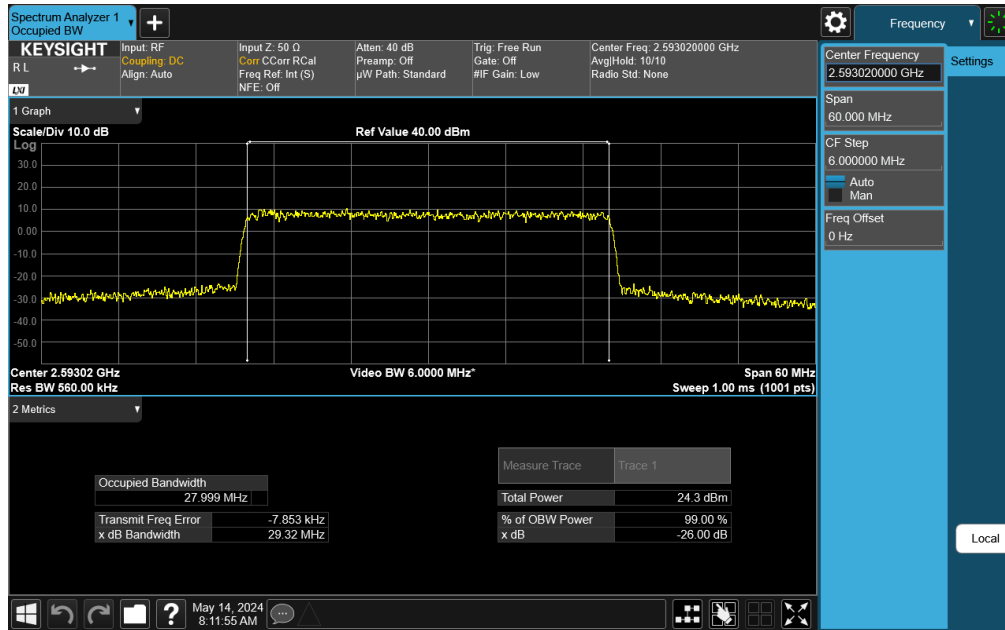 Spectrum Analyzer 1
Occupied BW
Frequency
KEYSIGHT
R L
LXI
Input: RF
Coupling: DC
Align: Auto
Input Z: 50 Ω
Corr CCorr RCal
Freq Ref: Int (S)
NFE: Off
Atten: 40 dB
Preamp: Off
µW Path: Standard
Trig: Free Run
Gate: Off
#IF Gain: Low
Center Freq: 2.593020000 GHz
Avg|Hold: 10/10
Radio Std: None
Center Frequency
2.593020000 GHz
Settings
Span
60.000 MHz
CF Step
6.000000 MHz
Auto
Man
Freq Offset
0 Hz
Local
1 Graph
Scale/Div 10.0 dB
Ref Value 40.00 dBm
Log
30.0
20.0
10.0
0.00
-10.0
-20.0
-30.0
-40.0
-50.0
Center 2.59302 GHz
Video BW 6.0000 MHz*
Span 60 MHz
Res BW 560.00 kHz
Sweep 1.00 ms (1001 pts)
2 Metrics
Measure Trace
Trace 1
Occupied Bandwidth
27.999 MHz
Total Power
24.3 dBm
Transmit Freq Error
-7.853 kHz
% of OBW Power
99.00 %
x dB Bandwidth
29.32 MHz
x dB
-26.00 dB
?
May 14, 2024
8:11:55 AM